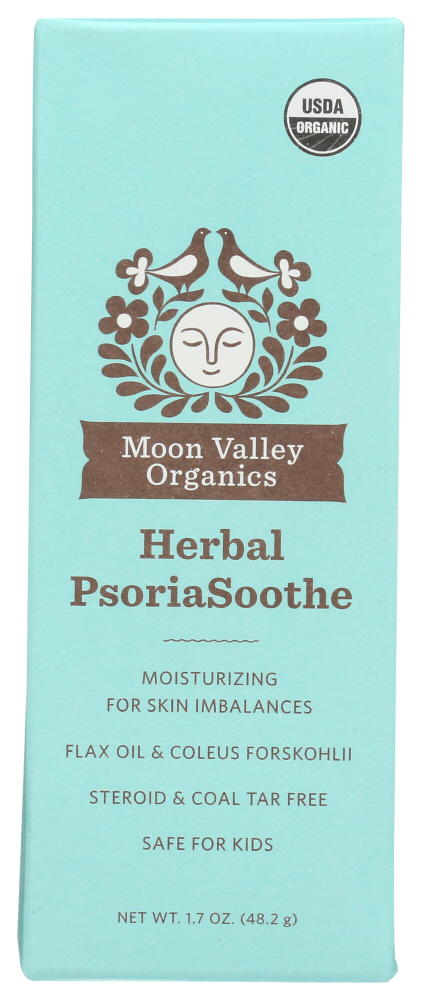 USDA
ORGANIC
Moon Valley
Organics
Herbal
PsoriaSoothe
MOISTURIZING
FOR SKIN IMBALANCES
FLAX OIL & COLEUS FORSKOHLII
STEROID & COAL TAR FREE
SAFE FOR KIDS
NET WT. 1.7 OZ. (48.2 g)